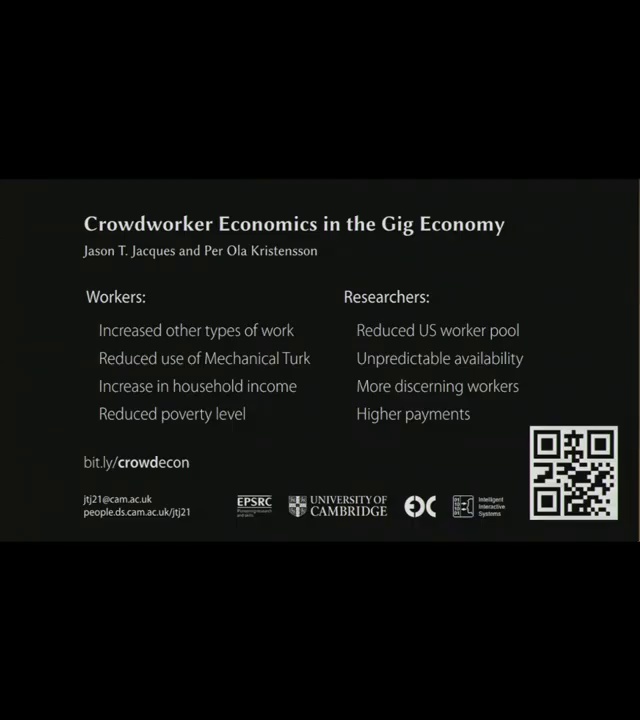 Crowdworker Economics in the Gig Economy
Jason T. Jacques and Per Ola Kristensson
Workers:
Increased other types of work
Reduced use of Mechanical Turk
Increase in household income
Reduced poverty level
Researchers:
Reduced US worker pool
Unpredictable availability
More discerning workers
Higher payments
bit.ly/crowdecon
jtj21@cam.ac.uk
people.ds.cam.ac.uk/jtj21
EPSRC
Pioneering research
and skills
UNIVERSITY OF
CAMBRIDGE
Intelligent
Interactive
Systems